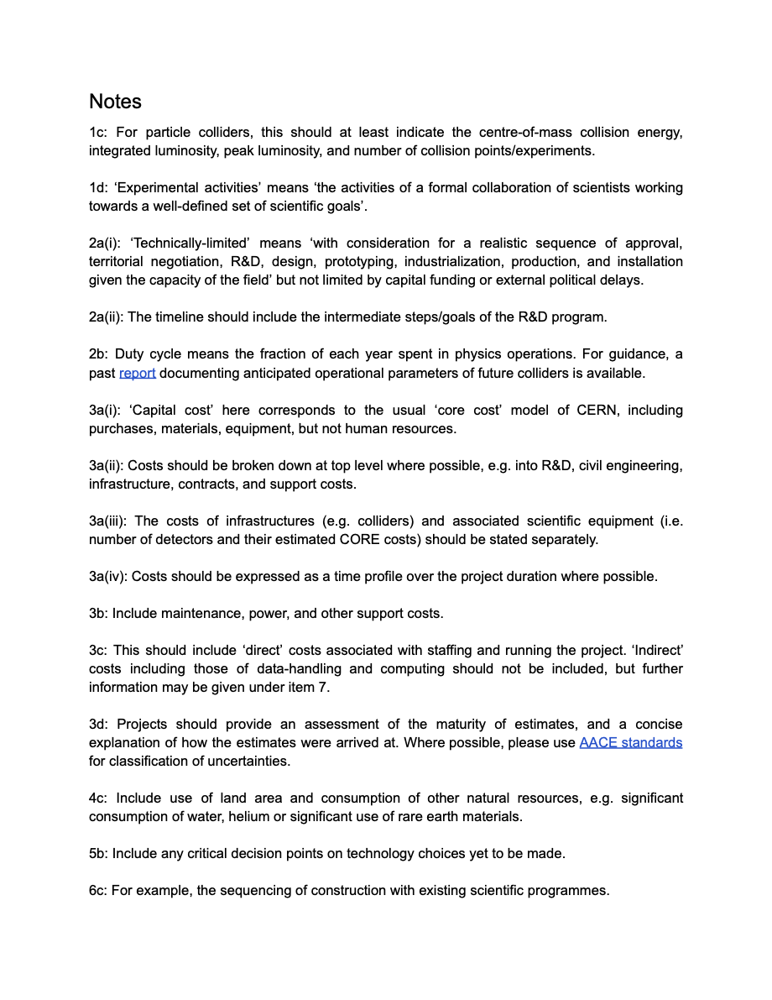 Notes
1c: For particle colliders, this should at least indicate the centre-of-mass collision energy,
integrated luminosity, peak luminosity, and number of collision points/experiments.
1d: ‘Experimental activities’ means ‘the activities of a formal collaboration of scientists working
towards a well-defined set of scientific goals’.
2a(i): ‘Technically-limited’ means ‘with consideration for a realistic sequence of approval,
territorial negotiation, R&D, design, prototyping, industrialization, production, and installation
given the capacity of the field’ but not limited by capital funding or external political delays.
2a(ii): The timeline should include the intermediate steps/goals of the R&D program.
2b: Duty cycle means the fraction of each year spent in physics operations. For guidance, a
past report documenting anticipated operational parameters of future colliders is available.
3a(i): ‘Capital cost’ here corresponds to the usual ‘core cost’ model of CERN, including
purchases, materials, equipment, but not human resources.
3a(ii): Costs should be broken down at top level where possible, e.g. into R&D, civil engineering,
infrastructure, contracts, and support costs.
3a(iii): The costs of infrastructures (e.g. colliders) and associated scientific equipment (i.e.
number of detectors and their estimated CORE costs) should be stated separately.
3a(iv): Costs should be expressed as a time profile over the project duration where possible.
3b: Include maintenance, power, and other support costs.
3c: This should include ‘direct’ costs associated with staffing and running the project. ‘Indirect’
costs including those of data-handling and computing should not be included, but further
information may be given under item 7.
3d: Projects should provide an assessment of the maturity of estimates, and a concise
explanation of how the estimates were arrived at. Where possible, please use AACE standards
for classification of uncertainties.
4c: Include use of land area and consumption of other natural resources, e.g. significant
consumption of water, helium or significant use of rare earth materials.
5b: Include any critical decision points on technology choices yet to be made.
6c: For example, the sequencing of construction with existing scientific programmes.